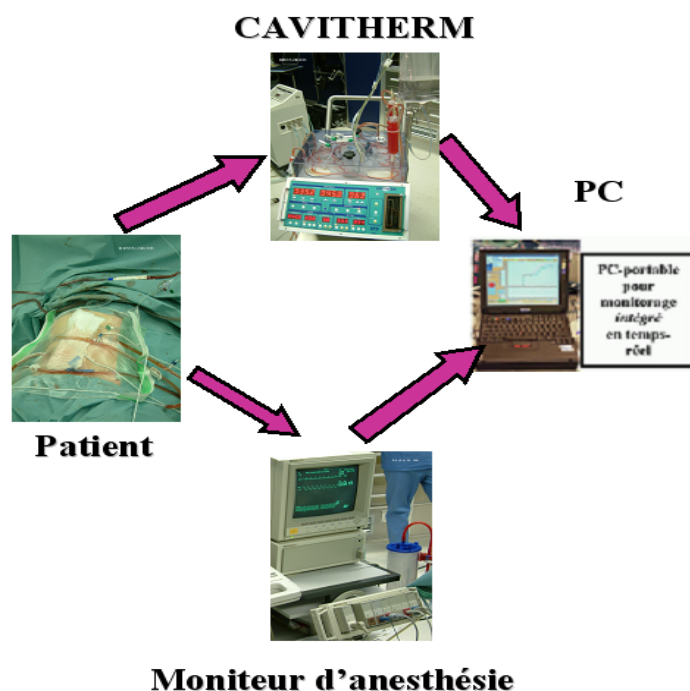 CAVITHERM
PC
PC-portable
pour
monitorage
intégré
en temps-
réel
Patient
Moniteur d’anesthésie